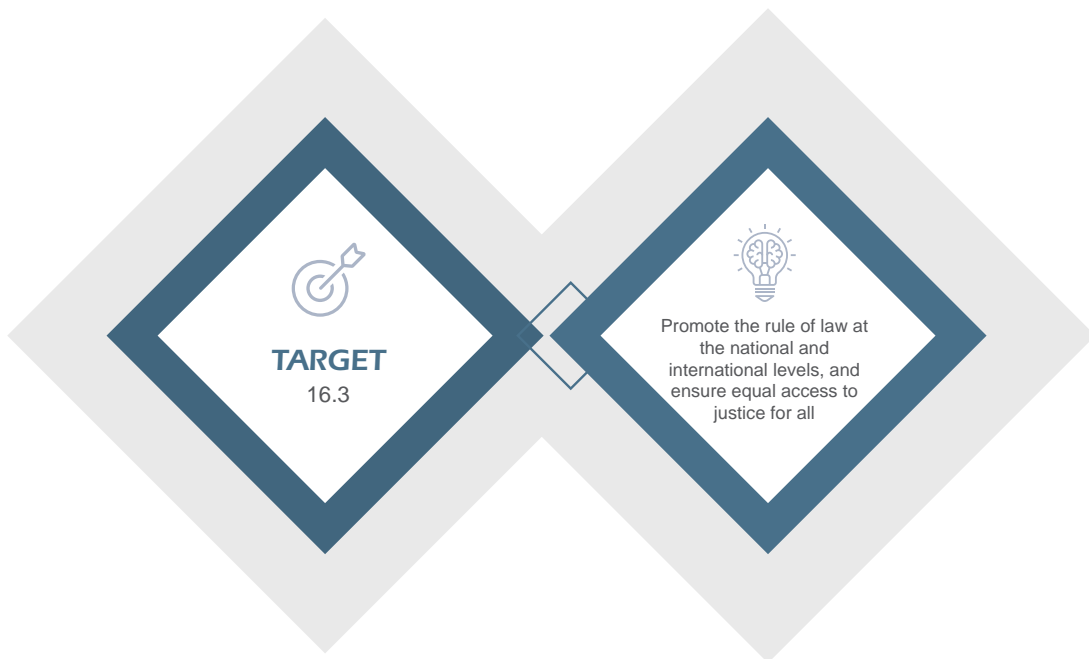 TARGET
16.3
Promote the rule of law at
the national and
international levels, and
ensure equal access to
justice for all